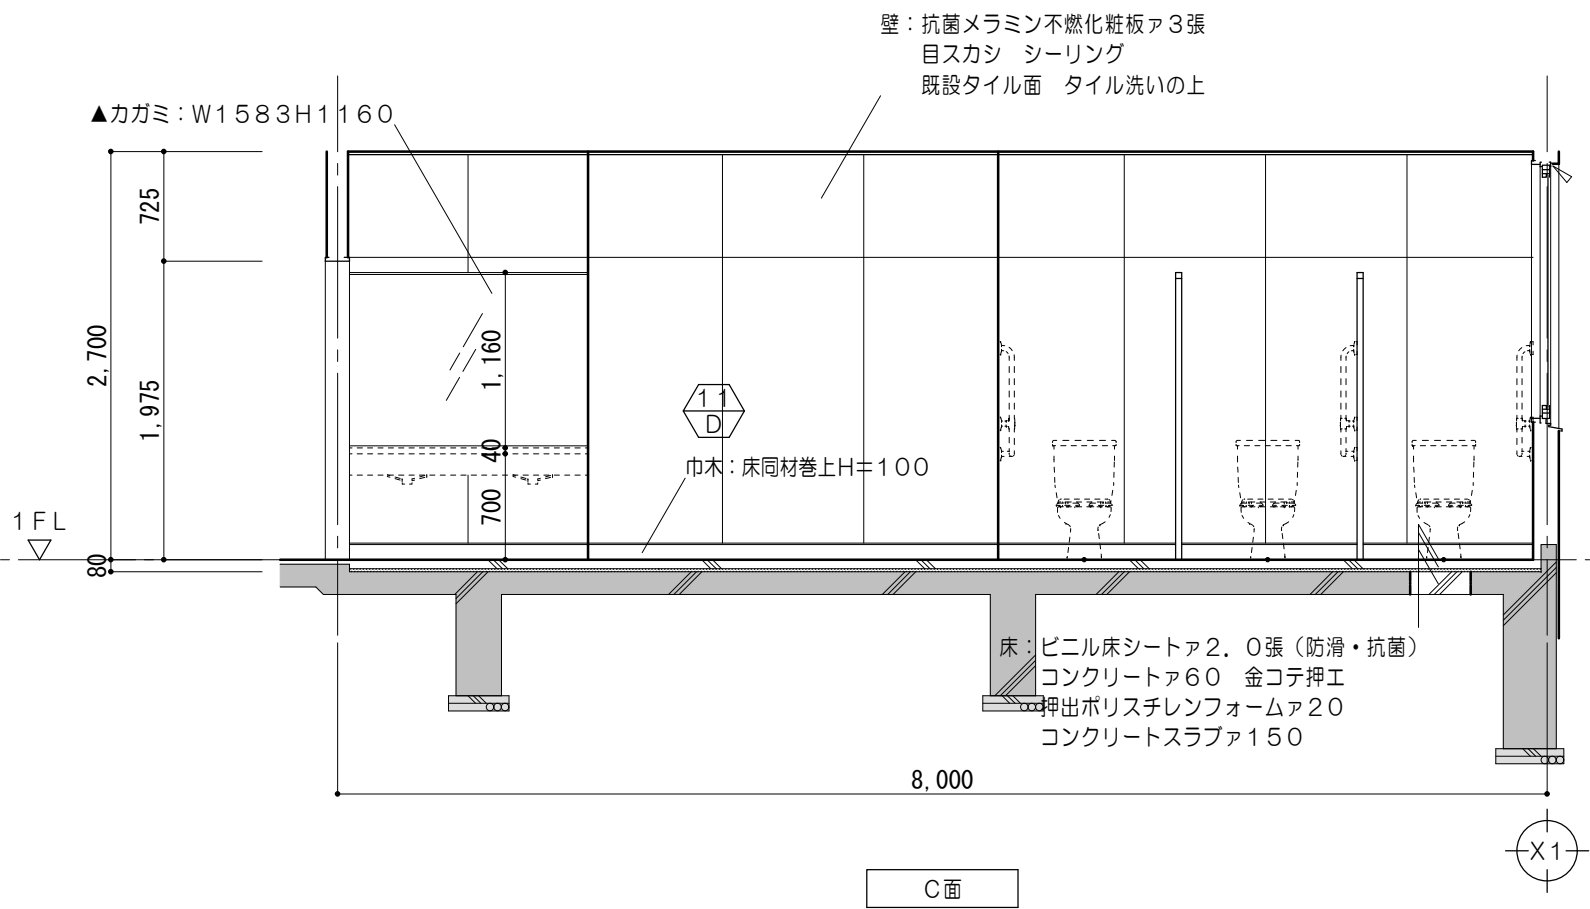 壁：抗菌メラミン不燃化粧板ァ３張
目スカシ　シーリング
既設タイル面　タイル洗いの上
▲カガミ：Ｗ１５８３Ｈ１１６０
725
2,700
1,975
1,160
40
700
11
D
巾木：床同材巻上Ｈ＝１００
１ＦＬ
80
床：ビニル床シートァ２．０張（防滑・抗菌）
コンクリートァ６０　金コテ押エ
押出ポリスチレンフォームァ２０
コンクリートスラブァ１５０
8,000
X1
C面